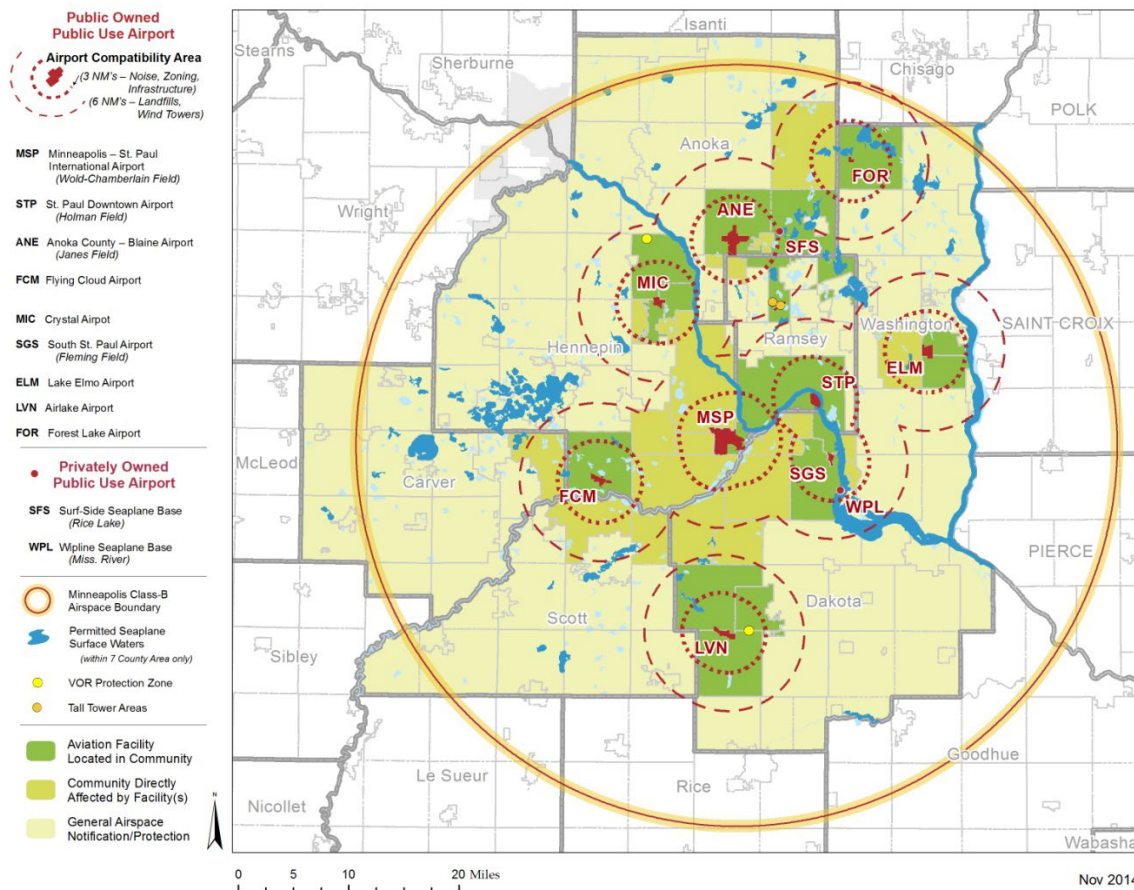 Public Owned
Public Use Airport
Airport Compatibility Area
(3 NM's – Noise, Zoning,
Infrastructure)
(6 NM's – Landfills,
Wind Towers)
MSP Minneapolis – St. Paul
International Airport
(Wold-Chamberlain Field)
STP St. Paul Downtown Airport
(Holman Field)
ANE Anoka County – Blaine Airport
(Janes Field)
FCM Flying Cloud Airport
MIC Crystal Airpot
SGS South St. Paul Airport
(Fleming Field)
ELM Lake Elmo Airport
LVN Airlake Airport
FOR Forest Lake Airport
Privately Owned
Public Use Airport
SFS Surf-Side Seaplane Base
(Rice Lake)
WPL Wipline Seaplane Base
(Miss. River)
Minneapolis Class-B
Airspace Boundary
Permitted Seaplane
Surface Waters
(within 7 County Area only)
VOR Protection Zone
Tall Tower Areas
Aviation Facility
Located in Community
Community Directly
Affected by Facility(s)
General Airspace
Notification/Protection
N
Isanti
Stearns
Sherburne
Chisago
POLK
Anoka
FOR
Wright
ANE
SFS
MIC
Washington
SAINT CROIX
Hennepin
Ramsey
ELM
STP
MSP
McLeod
Carver
FCM
SGS
WPL
PIERCE
Scott
Dakota
Sibley
LVN
Goodhue
Le Sueur
Rice
Nicollet
Wabasha
0 5 10 20 Miles
Nov 2014